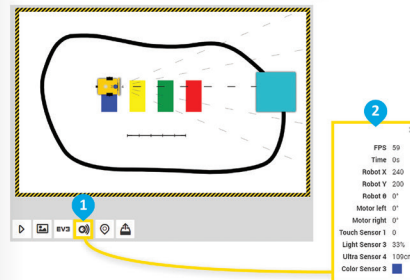 1
2
EV3
FPS 59
Time 0s
Robot X 240
Robot Y 200
Robot θ 0°
Motor left 0°
Motor right 0°
Touch Sensor 1 0
Light Sensor 3 33%
Ultra Sensor 4 109cm
Color Sensor 3